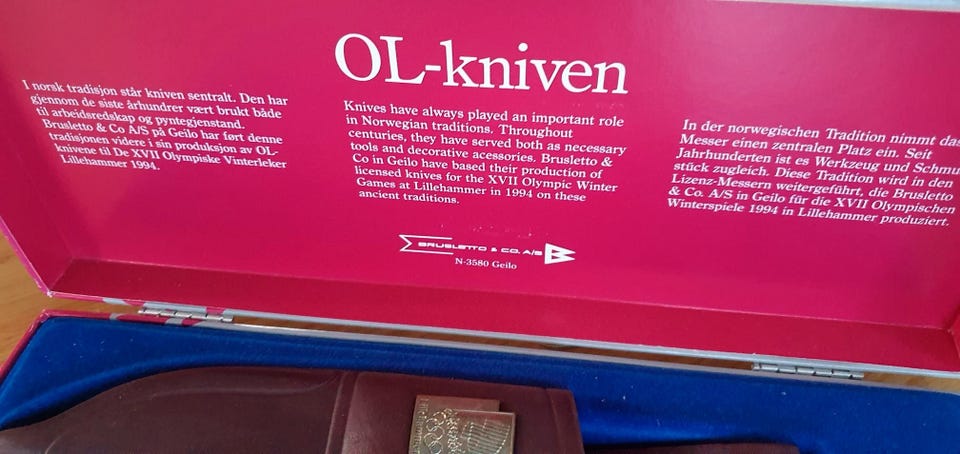 OL-kniven
I norsk tradisjon står kniven sentralt. Den har
gjennom de siste århundrer vært brukt både
til arbeidsredskap og pyntegjenstand.
Brusletto & Co A/S på Geilo har ført denne
tradisjonen videre i sin produksjon av OL-
knivene til De XVII Olympiske Vinterleker
Lillehammer 1994.
Knives have always played an important role
in Norwegian traditions. Throughout
centuries, they have served both as necessary
tools and decorative acessories. Brusletto &
Co in Geilo have based their production of
licensed knives for the XVII Olympic Winter
Games at Lillehammer in 1994 on these
ancient traditions.
In der norwegischen Tradition nimmt das
Messer einen zentralen Platz ein. Seit
Jahrhunderten ist es Werkzeug und Schmu
stück zugleich. Diese Tradition wird in den
Lizenz-Messern weitergeführt, die Brusletto
& Co. A/S in Geilo für die XVII Olympischen
Winterspiele 1994 in Lillehammer produziert.
BRUSLETTO & CO. A/S
N-3580 Geilo